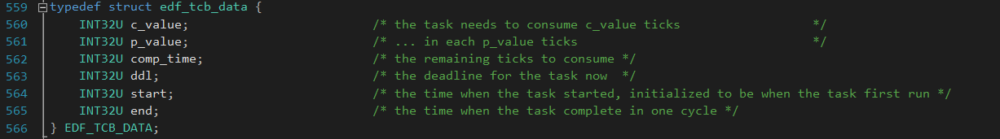 559 typedef struct edf_tcb_data {
560 INT32U c_value; /* the task needs to consume c_value ticks */
561 INT32U p_value; /* ... in each p_value ticks */
562 INT32U comp_time; /* the remaining ticks to consume */
563 INT32U ddl; /* the deadline for the task now */
564 INT32U start; /* the time when the task started, initialized to be when the task first run */
565 INT32U end; /* the time when the task complete in one cycle */
566 } EDF_TCB_DATA;